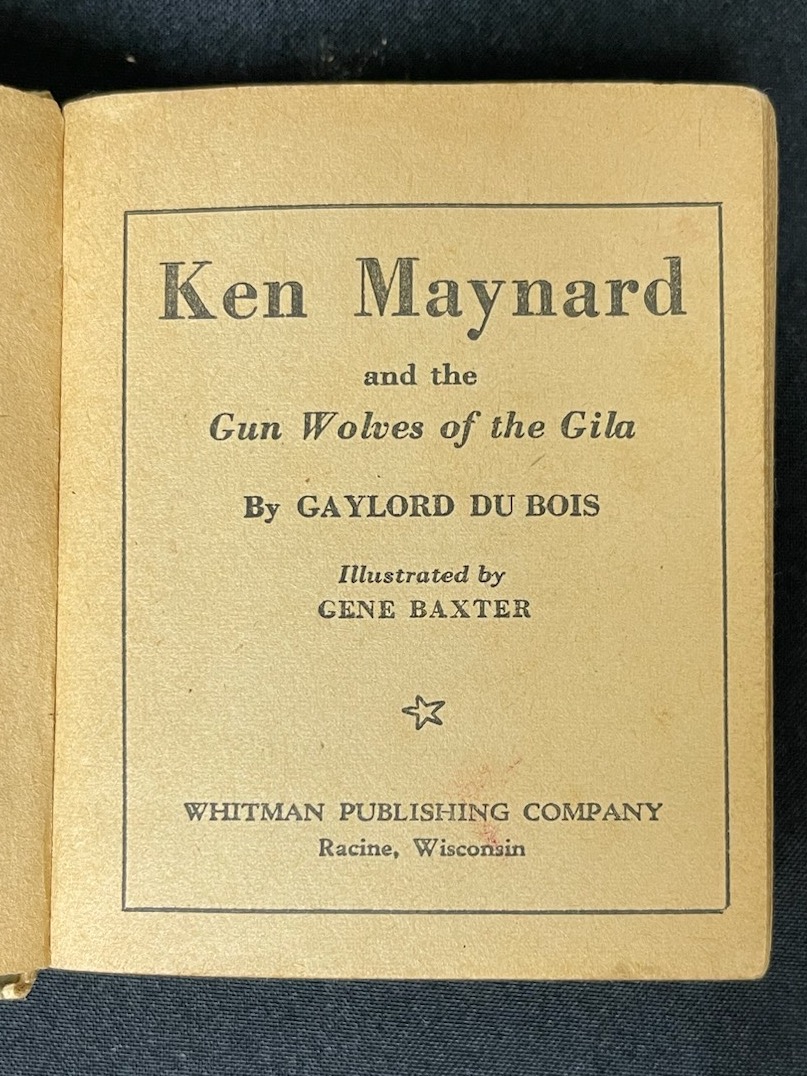 Ken Maynard
and the
Gun Wolves of the Gila
By GAYLORD DU BOIS
Illustrated by
GENE BAXTER
WHITMAN PUBLISHING COMPANY
Racine, Wisconsin